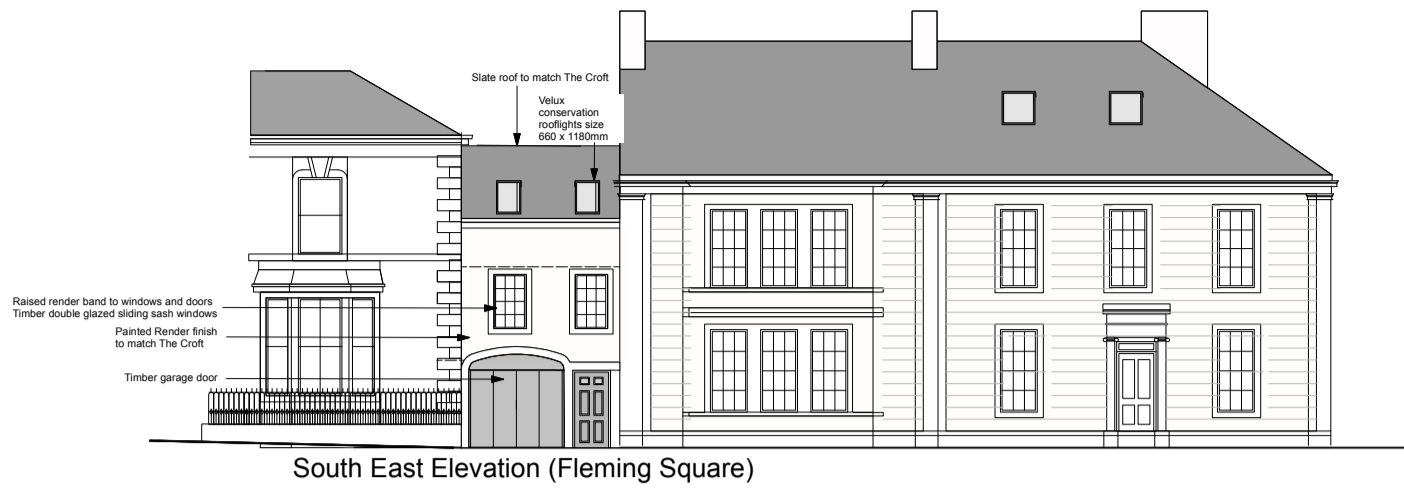 Slate roof to match The Croft
Velux
conservation
rooflights size
660 x 1180mm
Raised render band to windows and doors
Timber double glazed sliding sash windows
Painted Render finish
to match The Croft
Timber garage door
South East Elevation (Fleming Square)